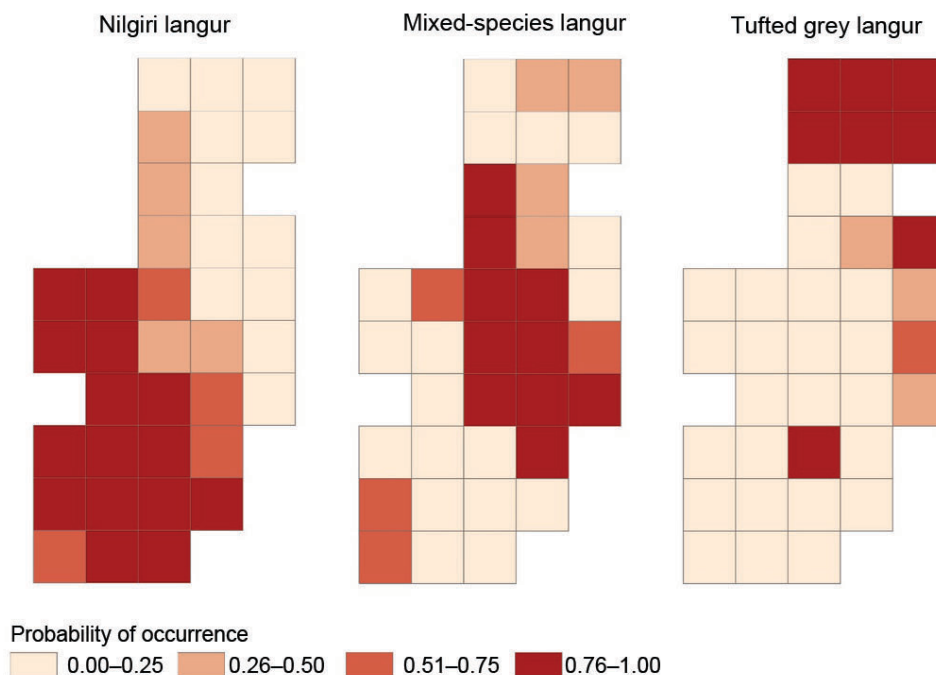 Nilgiri langur Mixed-species langur Tufted grey langur
Probability of occurrence
0.00–0.25 0.26–0.50 0.51–0.75 0.76–1.00